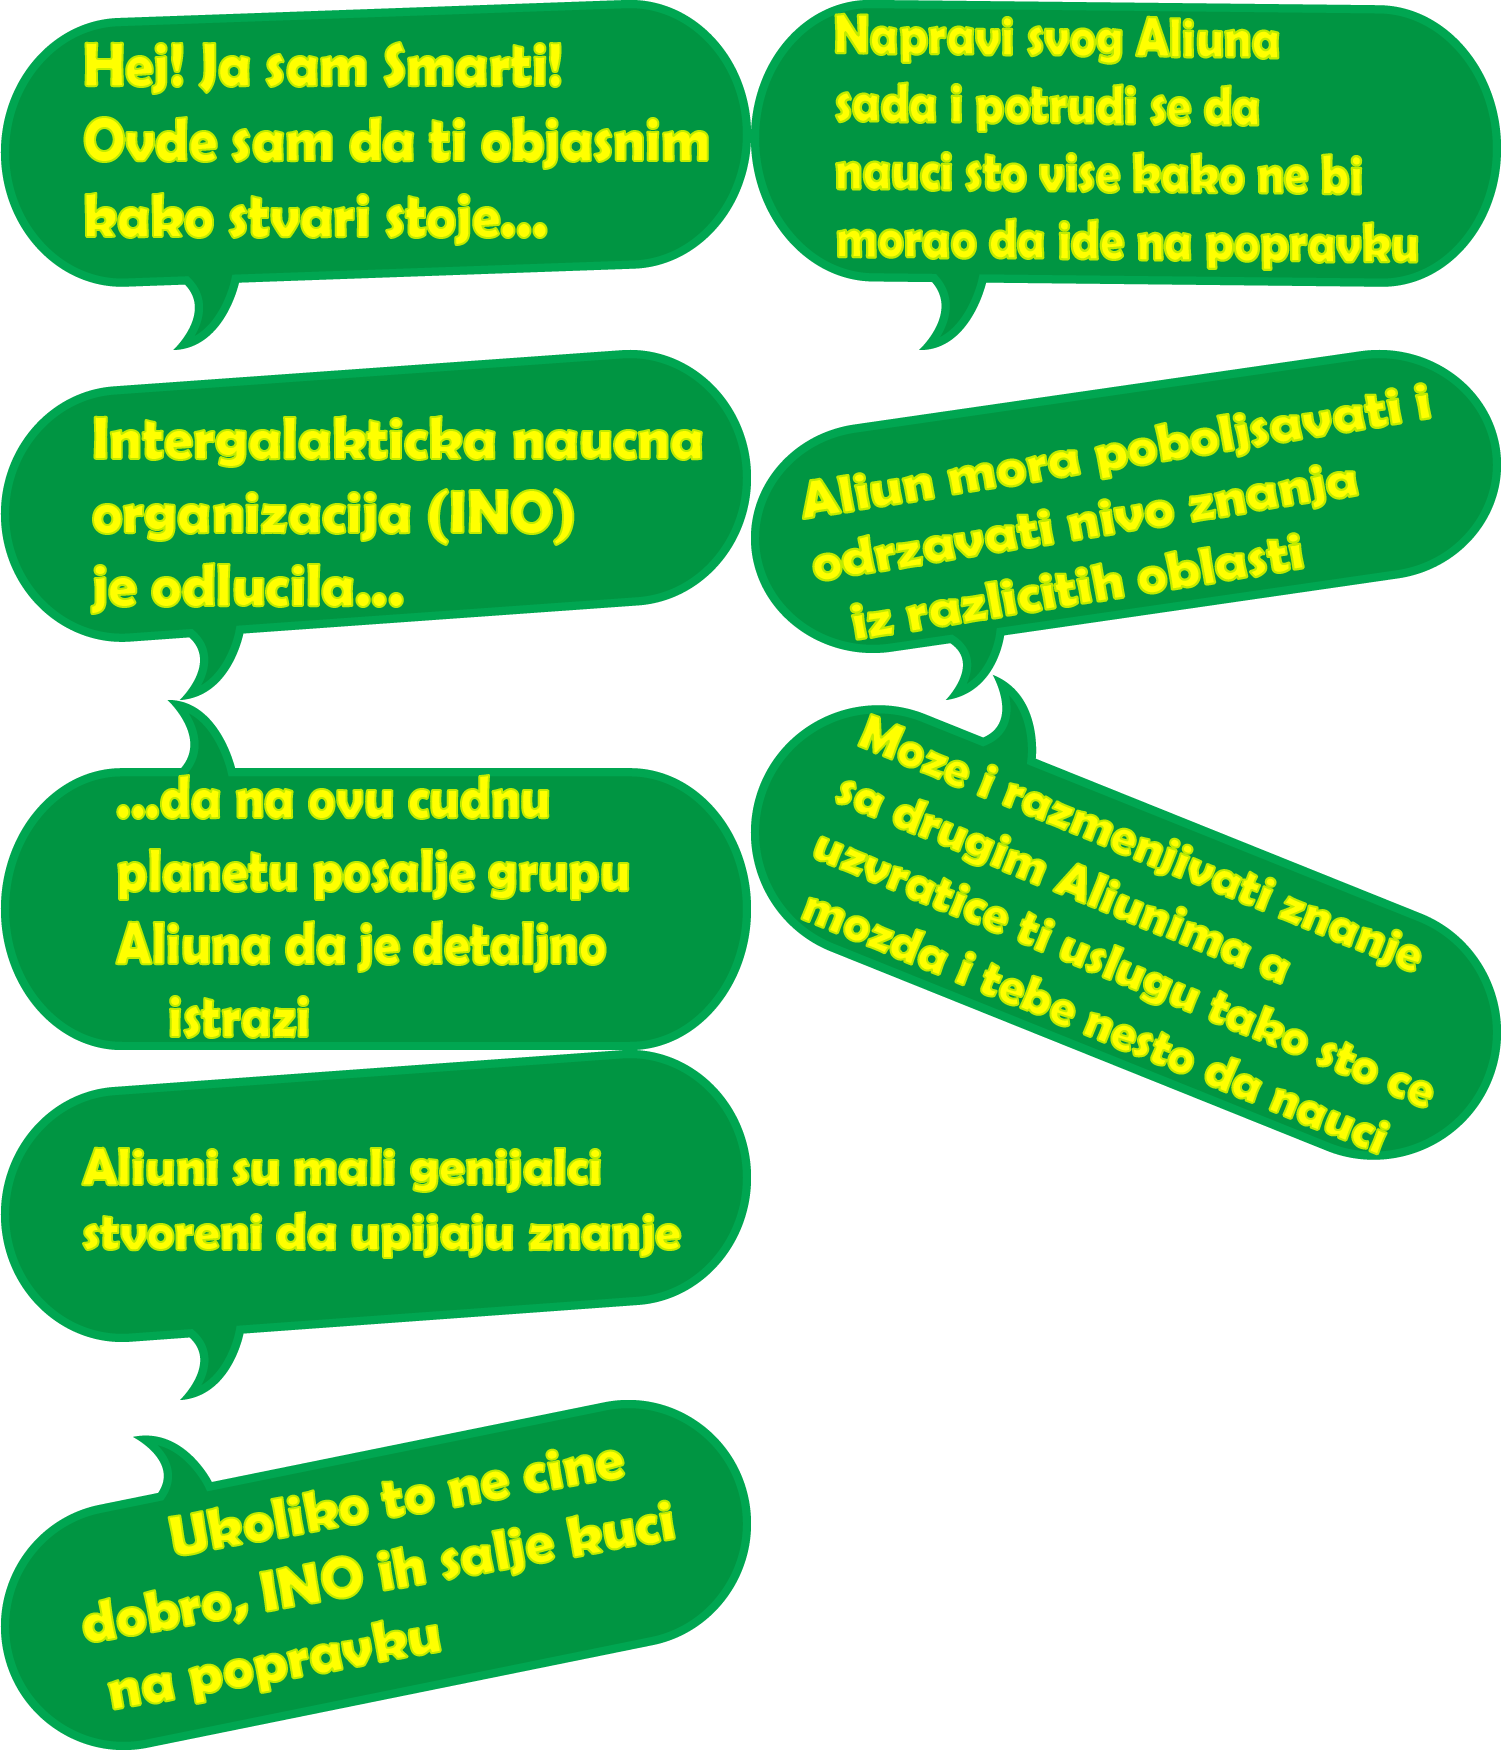 Hej! Ja sam Smarti!
Ovde sam da ti objasnim
kako stvari stoje...
Intergalakticka naucna
organizacija (INO)
je odlucila...
...da na ovu cudnu
planetu posalje grupu
Aliuna da je detaljno
istrazi
Aliuni su mali genijalci
stvoreni da upijaju znanje
Ukoliko to ne cine
dobro, INO ih salje kuci
na popravku
Napravi svog Aliuna
sada i potrudi se da
nauci sto vise kako ne bi
morao da ide na popravku
Aliun mora poboljsavati i
odrzavati nivo znanja
iz razlicitih oblasti
Moze i razmenjivati znanje
sa drugim Aliunima a
uzvratice ti uslugu tako sto ce
mozda i tebe nesto da nauci